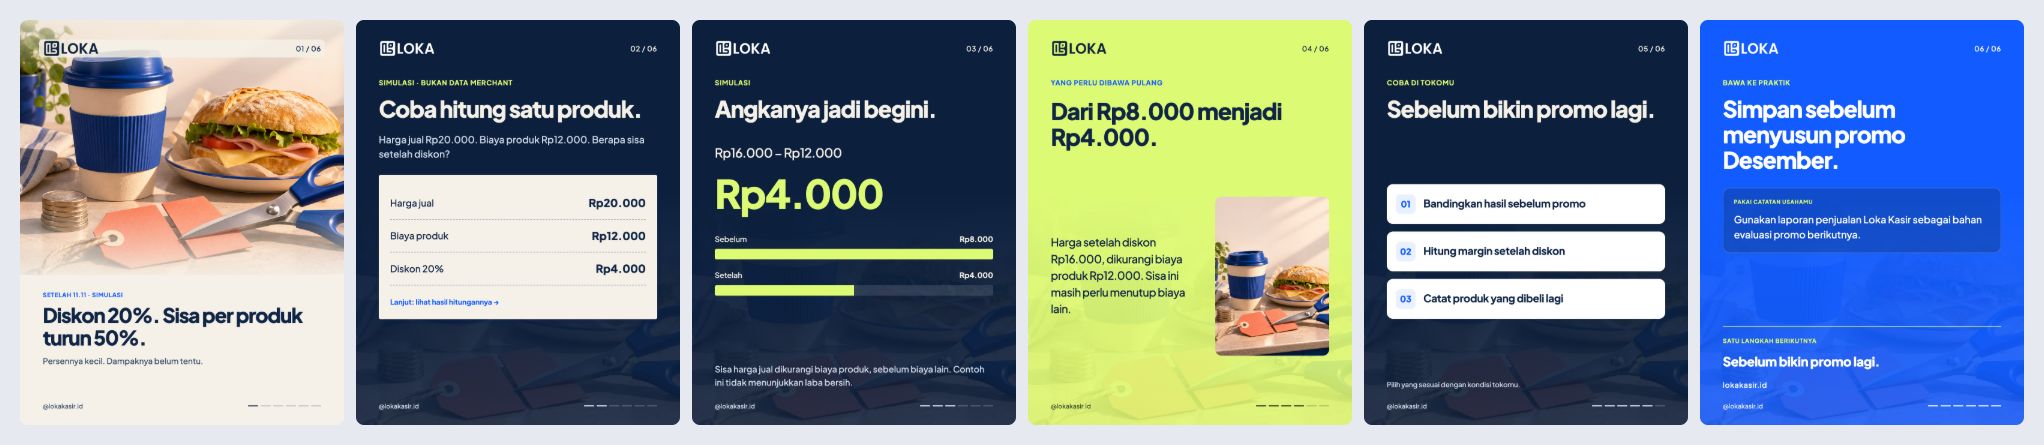 LOKA
01 / 06
SETELAH 11.11 · SIMULASI
Diskon 20%. Sisa per produk
turun 50%.
Persennya kecil. Dampaknya belum tentu.
@lokakasir.id
LOKA
02 / 06
SIMULASI · BUKAN DATA MERCHANT
Coba hitung satu produk.
Harga jual Rp20.000. Biaya produk Rp12.000. Berapa sisa
setelah diskon?
Harga jual Rp20.000
Biaya produk Rp12.000
Diskon 20% Rp4.000
Lanjut: lihat hasil hitungannya →
@lokakasir.id
LOKA
03 / 06
SIMULASI
Angkanya jadi begini.
Rp16.000 – Rp12.000
Rp4.000
Sebelum Rp8.000
Setelah Rp4.000
Sisa harga jual dikurangi biaya produk, sebelum biaya lain. Contoh
ini tidak menunjukkan laba bersih.
@lokakasir.id
LOKA
04 / 06
YANG PERLU DIBAWA PULANG
Dari Rp8.000 menjadi
Rp4.000.
Harga setelah diskon
Rp16.000, dikurangi biaya
produk Rp12.000. Sisa ini
masih perlu menutup biaya
lain.
@lokakasir.id
LOKA
05 / 06
COBA DI TOKOMU
Sebelum bikin promo lagi.
01 Bandingkan hasil sebelum promo
02 Hitung margin setelah diskon
03 Catat produk yang dibeli lagi
Pilih yang sesuai dengan kondisi tokomu.
@lokakasir.id
LOKA
06 / 06
BAWA KE PRAKTIK
Simpan sebelum
menyusun promo
Desember.
PAKAI CATATAN USAHAMU
Gunakan laporan penjualan Loka Kasir sebagai bahan
evaluasi promo berikutnya.
SATU LANGKAH BERIKUTNYA
Sebelum bikin promo lagi.
lokakasir.id
@lokakasir.id